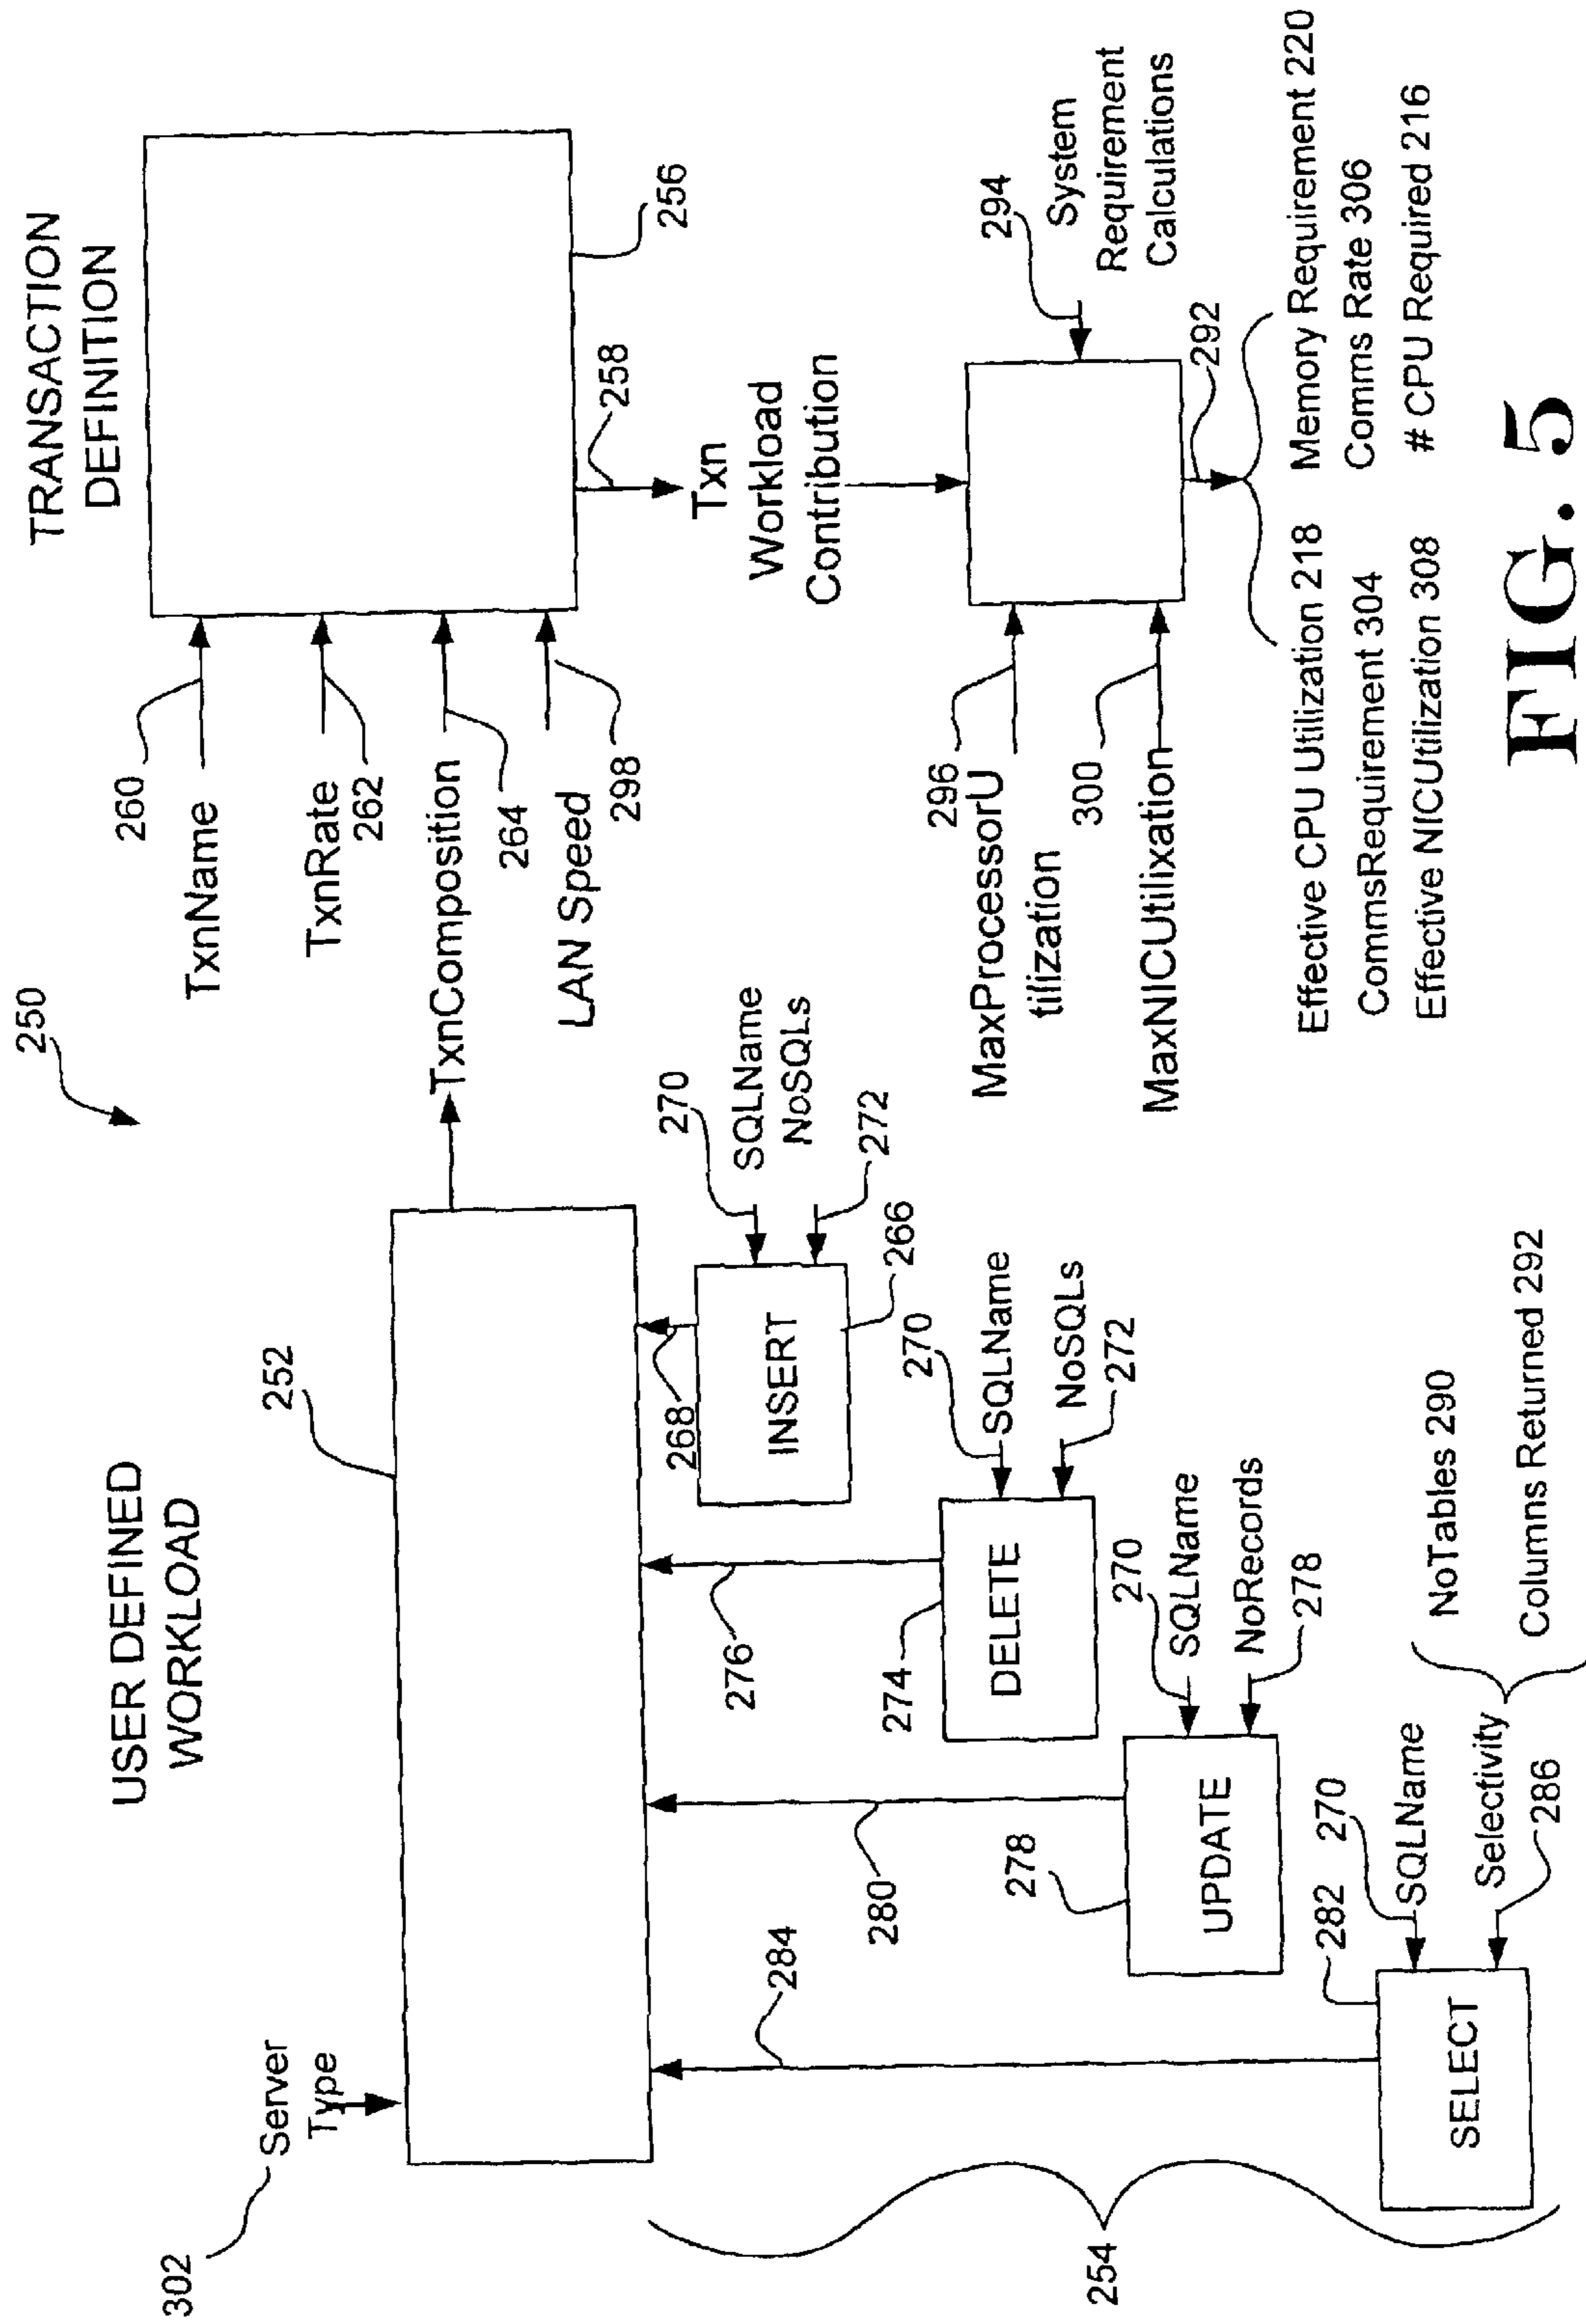 250
USER DEFINED
WORKLOAD
252
302
Server
Type
TRANSACTION
DEFINITION
260
TxnName
TxnRate
262
TxnComposition
264
LAN Speed
298
256
258
Txn
Workload
Contribution
294
System
Requirement
Calculations
296
MaxProcessorU
tilization
300
MaxNICUtilixation
292
Effective CPU Utilization 218
CommsRequirement 304
Effective NICUtilization 308
Memory Requirement 220
Comms Rate 306
# CPU Required 216
254
284
SELECT
282
270
SQLName
Selectivity
286
NoTables 290
Columns Returned 292
280
278
UPDATE
270
SQLName
NoRecords
278
276
274
DELETE
270
SQLName
NoSQLs
272
268
INSERT
266
270
SQLName
NoSQLs
272
FIG. 5